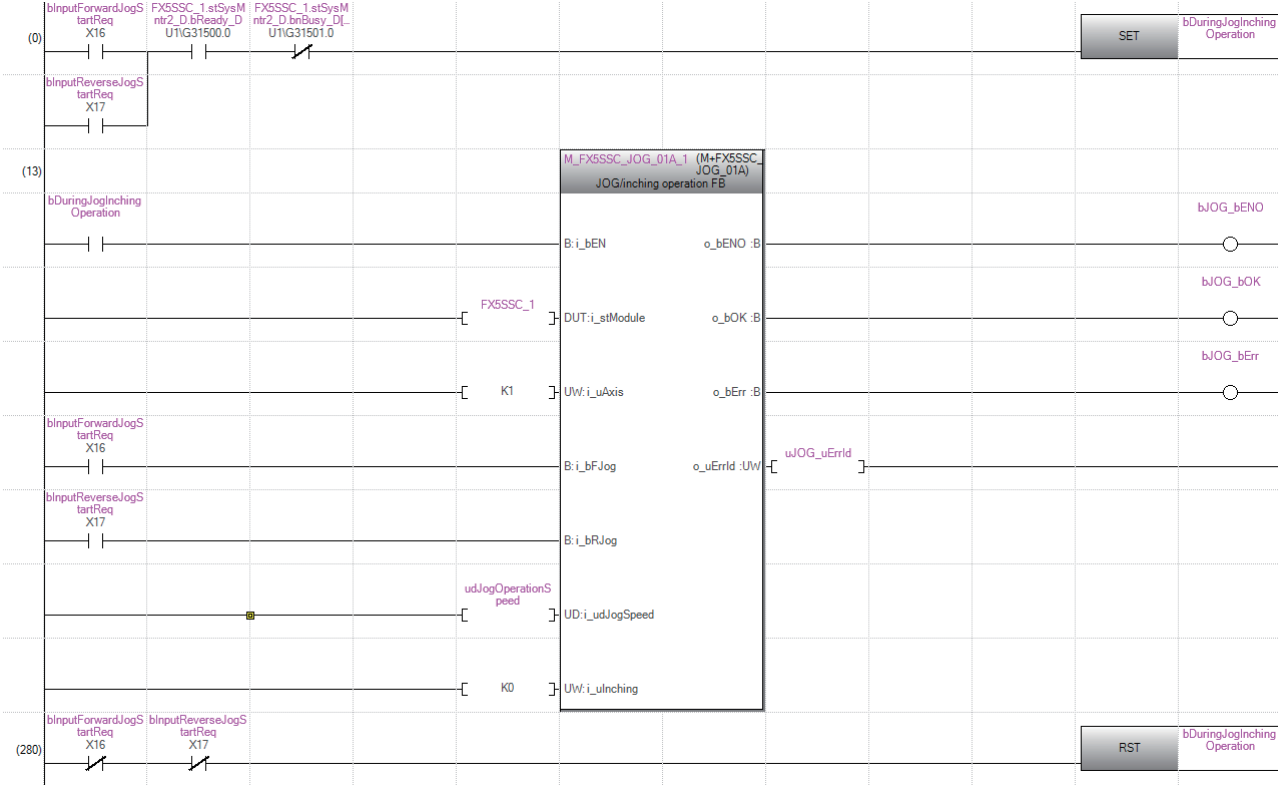 bInputForwardJogS FX5SSC_1.stSysM FX5SSC_1.stSysM
tartReq ntr2_D.bReady_D ntr2_D.bnBusy_D[...
X16 U1\G31500.0 U1\G31501.0
bDuringJogInching
Operation
(0)
SET
bInputReverseJogS
tartReq
X17
(13)
M_FX5SSC_JOG_01A_1 (M+FX5SSC_
JOG_01A)
JOG/inching operation FB
bDuringJogInching
Operation
bJOG_bENO
B:i_bEN o_bENO :B
bJOG_bOK
FX5SSC_1
DUT:i_stModule o_bOK :B
bJOG_bErr
K1 UW:i_uAxis o_bErr :B
bInputForwardJogS
tartReq
X16
uJOG_uErrId
B:i_bFJog o_uErrId :UW
bInputReverseJogS
tartReq
X17
B:i_bRJog
udJogOperationS
peed
UD:i_udJogSpeed
K0 UW:i_uInching
bInputForwardJogS bInputReverseJogS
tartReq tartReq
X16 X17
bDuringJogInching
Operation
(280)
RST